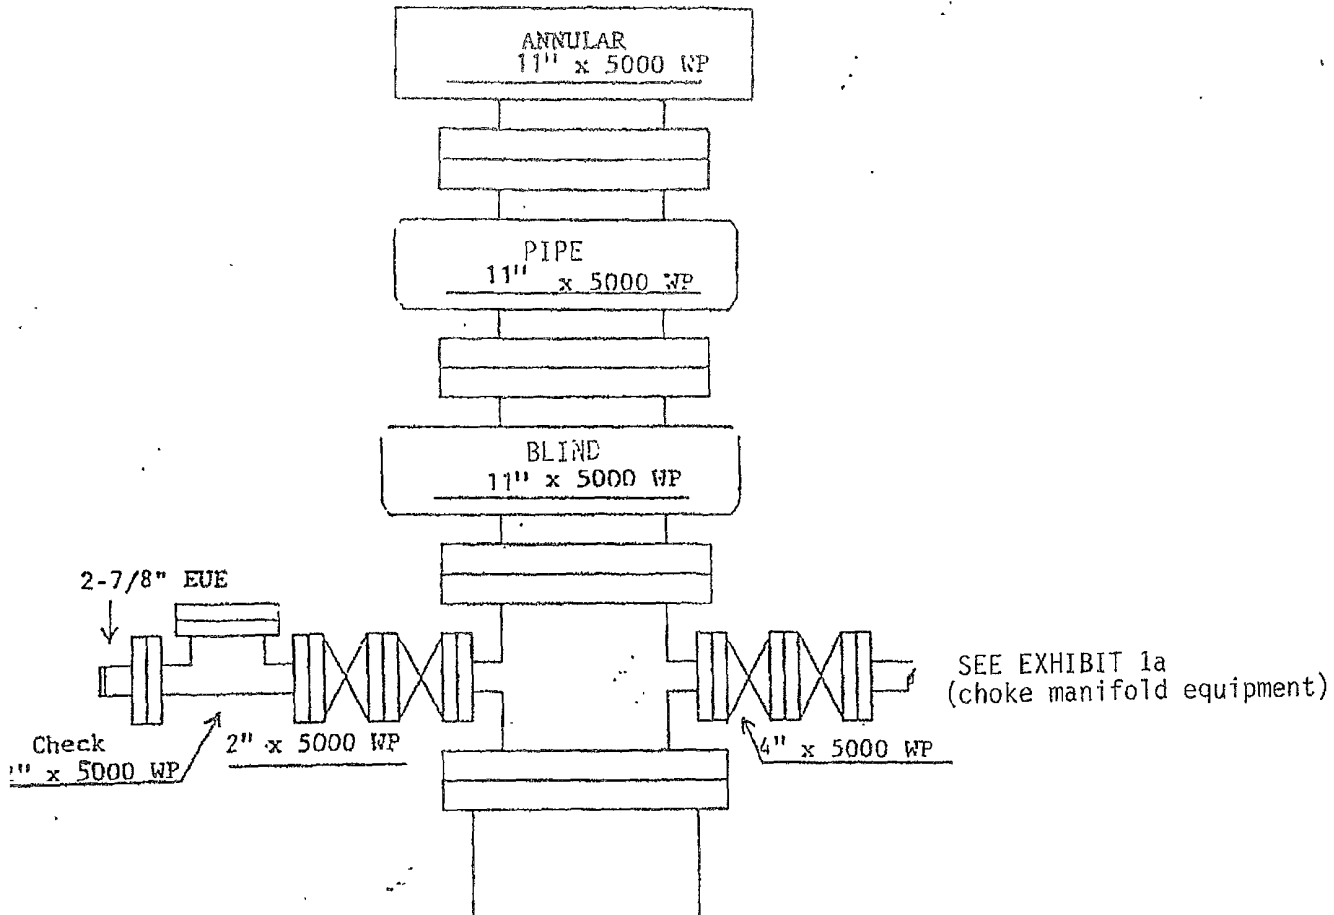 ANNULAR
11" x 5000 WP
PIPE
11" x 5000 WP
BLIND
11" x 5000 WP
2-7/8" EUE
SEE EXHIBIT 1a
(choke manifold equipment)
Check
" x 5000 WP
2" x 5000 WP
4" x 5000 WP